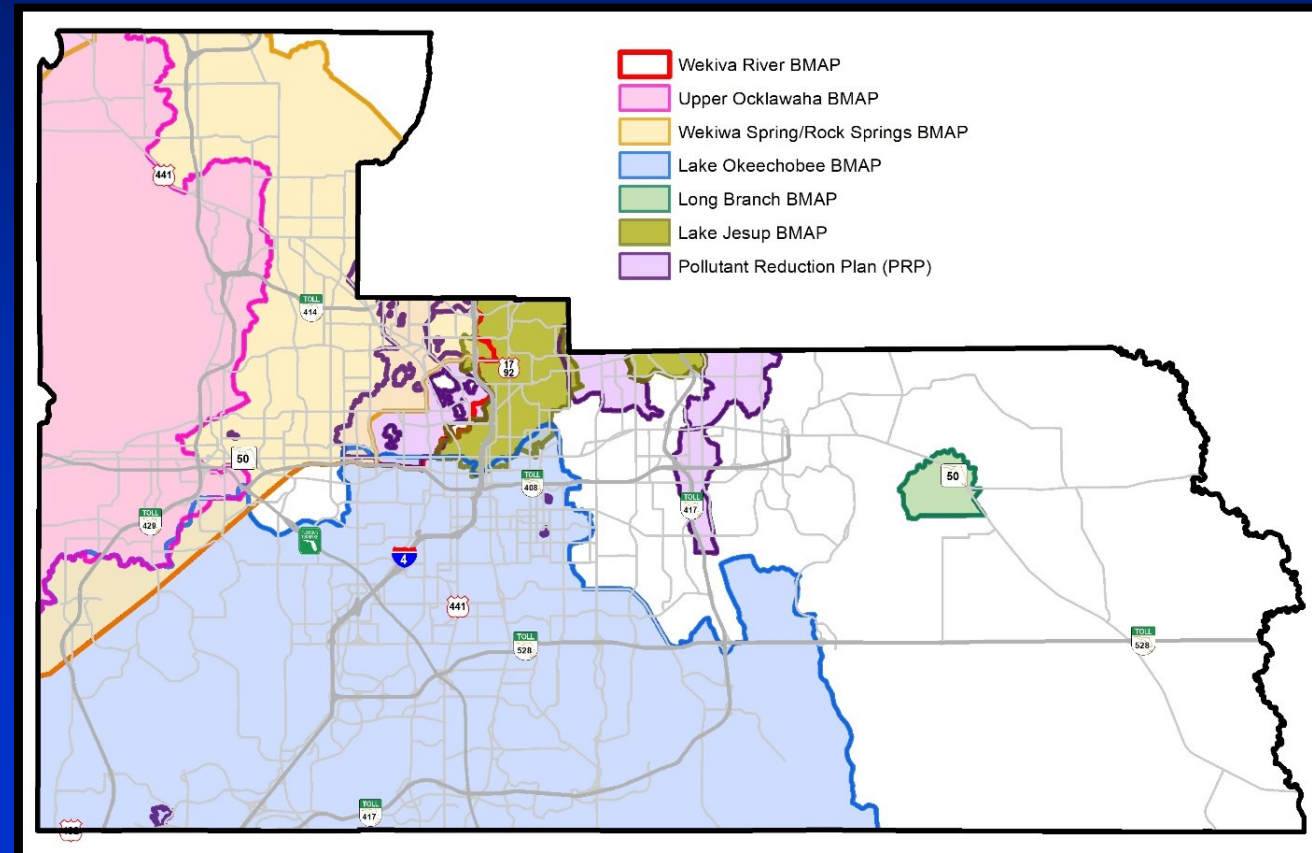 Wekiva River BMAP
Upper Ocklawaha BMAP
Wekiwa Spring/Rock Springs BMAP
Lake Okeechobee BMAP
Long Branch BMAP
Lake Jesup BMAP
Pollutant Reduction Plan (PRP)
441
TOLL
414
17
92
50
50
TOLL
408
TOLL
429
TOLL
417
4
441
TOLL
528
TOLL
528
TOLL
417